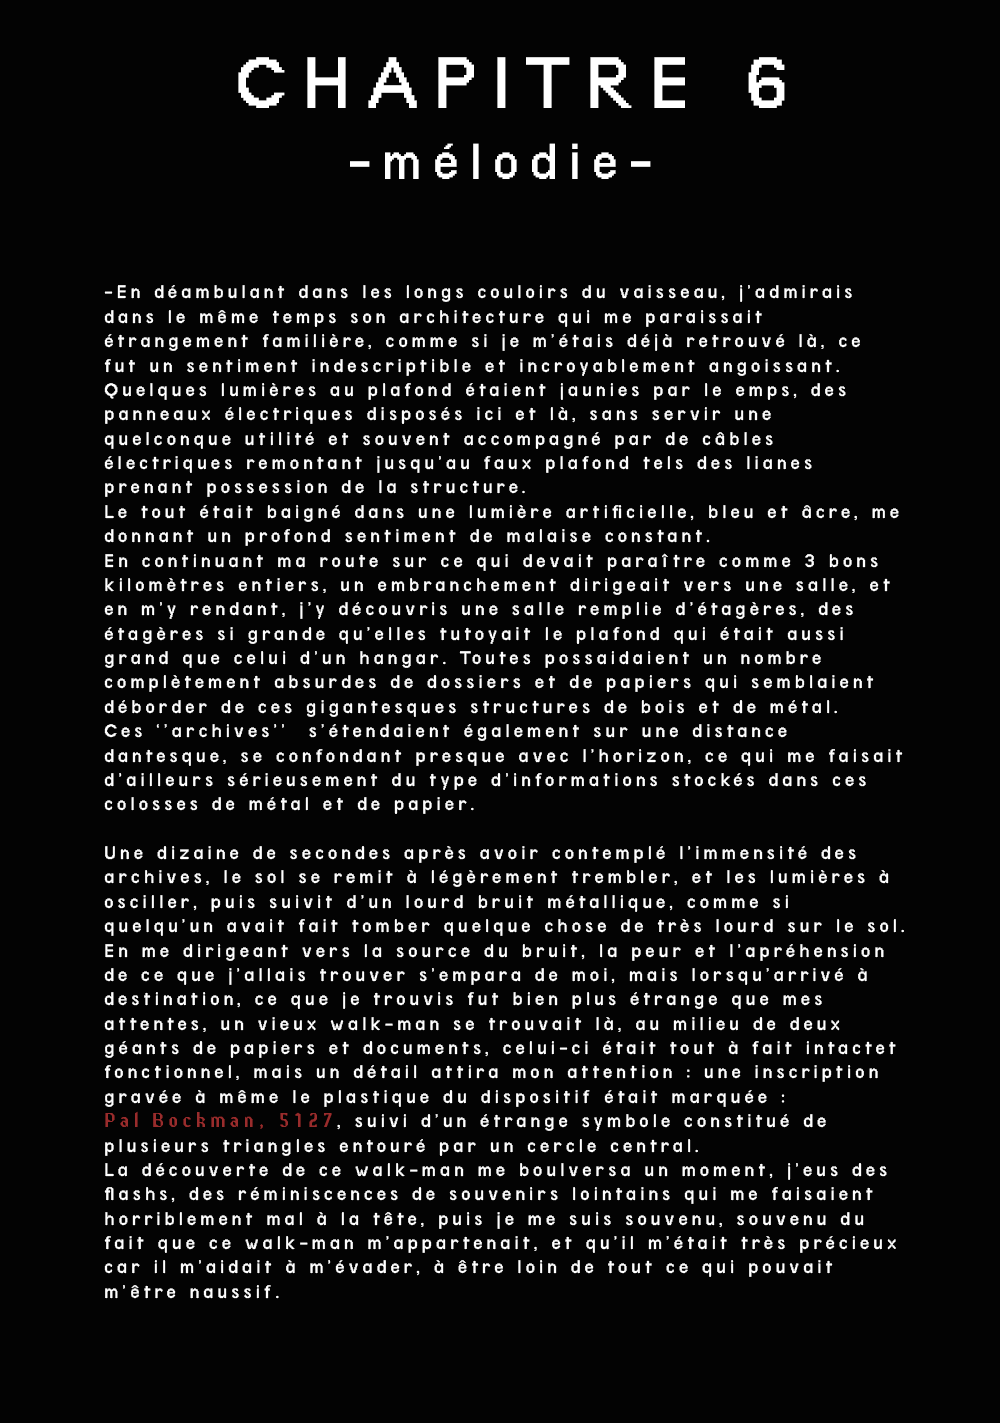 CHAPITRE 6
-mélodie-
-En déambulant dans les longs couloirs du vaisseau, j'admirais
dans le même temps son architecture qui me paraissait
étrangement familière, comme si je m'étais déjà retrouvé là, ce
fut un sentiment indescriptible et incroyablement angoissant.
Quelques lumières au plafond étaient jaunies par le emps, des
panneaux électriques disposés ici et là, sans servir une
quelconque utilité et souvent accompagné par de câbles
électriques remontant jusqu'au faux plafond tels des lianes
prenant possession de la structure.
Le tout était baigné dans une lumière artificielle, bleu et âcre, me
donnant un profond sentiment de malaise constant.
En continuant ma route sur ce qui devait paraître comme 3 bons
kilomètres entiers, un embranchement dirigeait vers une salle, et
en m'y rendant, j'y découvris une salle remplie d'étagères, des
étagères si grande qu'elles tutoyait le plafond qui était aussi
grand que celui d'un hangar. Toutes possaidaient un nombre
complètement absurdes de dossiers et de papiers qui semblaient
déborder de ces gigantesques structures de bois et de métal.
Ces ‘’archives’’  s'étendaient également sur une distance
dantesque, se confondant presque avec l'horizon, ce qui me faisait
d'ailleurs sérieusement du type d'informations stockés dans ces
colosses de métal et de papier.
Une dizaine de secondes après avoir contemplé l'immensité des
archives, le sol se remit à légèrement trembler, et les lumières à
osciller, puis suivit d'un lourd bruit métallique, comme si
quelqu'un avait fait tomber quelque chose de très lourd sur le sol.
En me dirigeant vers la source du bruit, la peur et l'apréhension
de ce que j'allais trouver s'empara de moi, mais lorsqu'arrivé à
destination, ce que je trouvis fut bien plus étrange que mes
attentes, un vieux walk-man se trouvait là, au milieu de deux
géants de papiers et documents, celui-ci était tout à fait intactet
fonctionnel, mais un détail attira mon attention : une inscription
gravée à même le plastique du dispositif était marquée :
Pal Bockman, 5127, suivi d'un étrange symbole constitué de
plusieurs triangles entouré par un cercle central.
La découverte de ce walk-man me boulversa un moment, j'eus des
flashs, des réminiscences de souvenirs lointains qui me faisaient
horriblement mal à la tête, puis je me suis souvenu, souvenu du
fait que ce walk-man m'appartenait, et qu'il m'était très précieux
car il m'aidait à m'évader, à être loin de tout ce qui pouvait
m'être naussif.